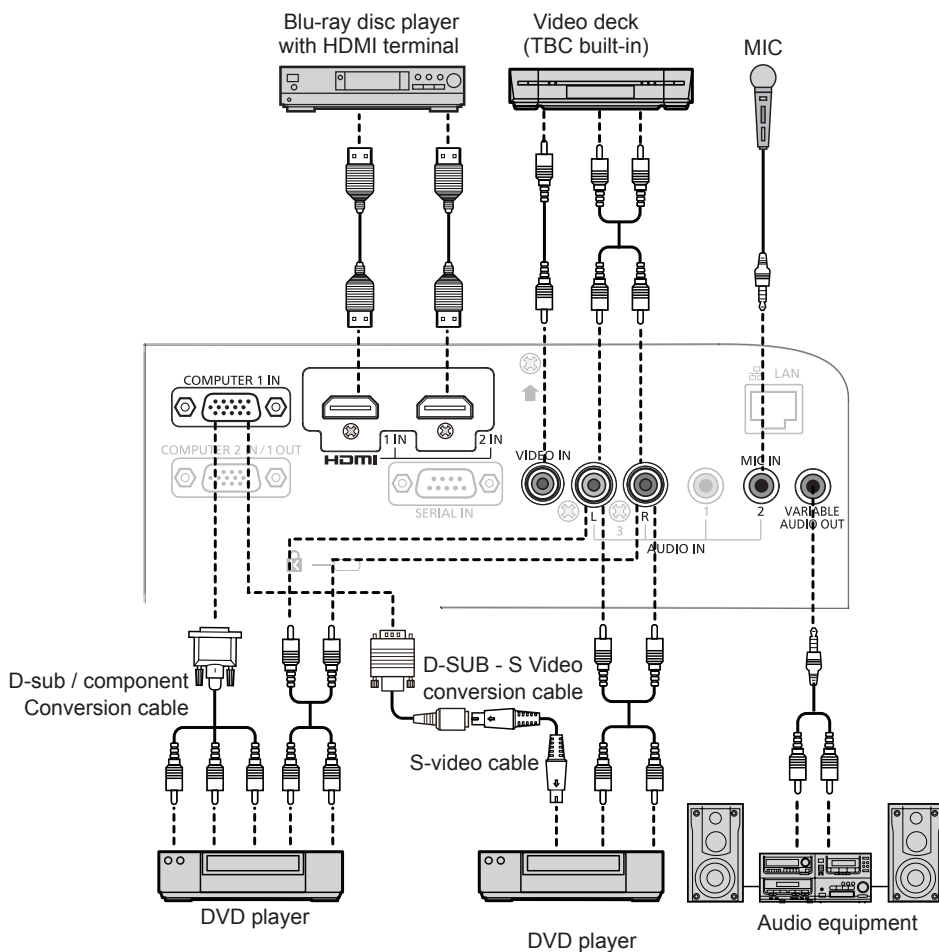 Blu-ray disc player
with HDMI terminal
Video deck
(TBC built-in)
MIC
COMPUTER 1 IN
COMPUTER 2 IN / 1 OUT
HDMI
1 IN
2 IN
SERIAL IN
VIDEO IN
L
R
3
1
MIC IN
2
AUDIO IN
LAN
VARIABLE
AUDIO OUT
K
D-sub / component
Conversion cable
D-SUB - S Video
conversion cable
S-video cable
DVD player
DVD player
Audio equipment